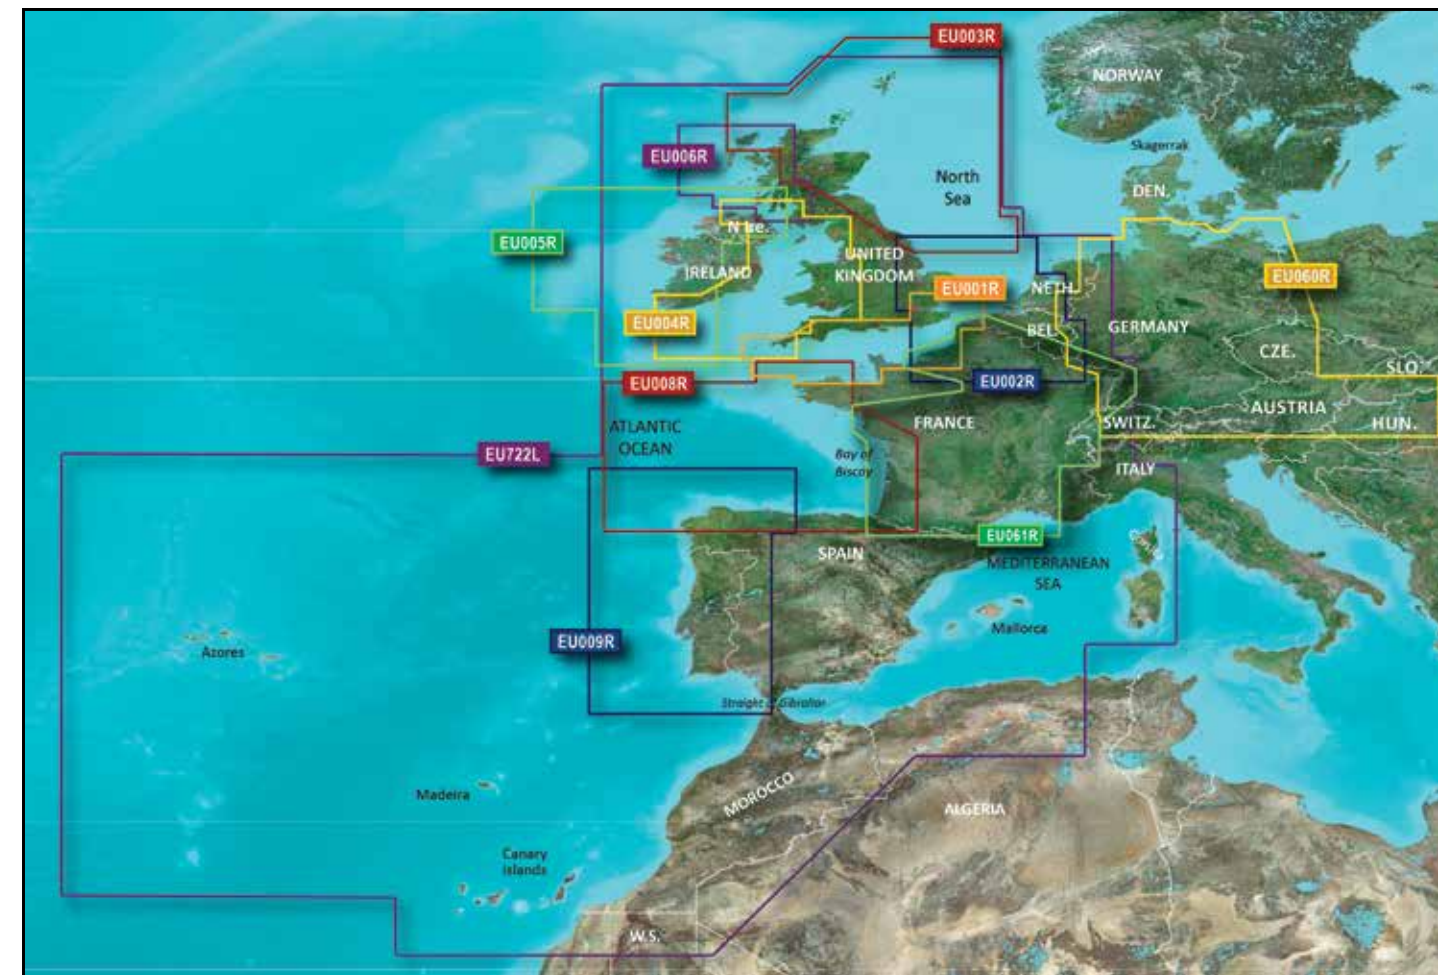 EU003R
NORWAY
Skagerrak
EU006R
North
Sea
DEN.
N Ire.
EU005R
IRELAND
UNITED
KINGDOM
EU060R
EU001R
NETH.
EU004R
BEL.
GERMANY
CZE.
SLO.
EU008R
EU002R
AUSTRIA
HUN.
FRANCE
SWITZ.
ATLANTIC
OCEAN
EU722L
Bay of
Biscay
ITALY
EU061R
SPAIN
MEDITERRANEAN
SEA
Mallorca
EU009R
Azores
Straight of Gibraltar
Madeira
MOROCCO
ALGERIA
Canary
islands
W.S.